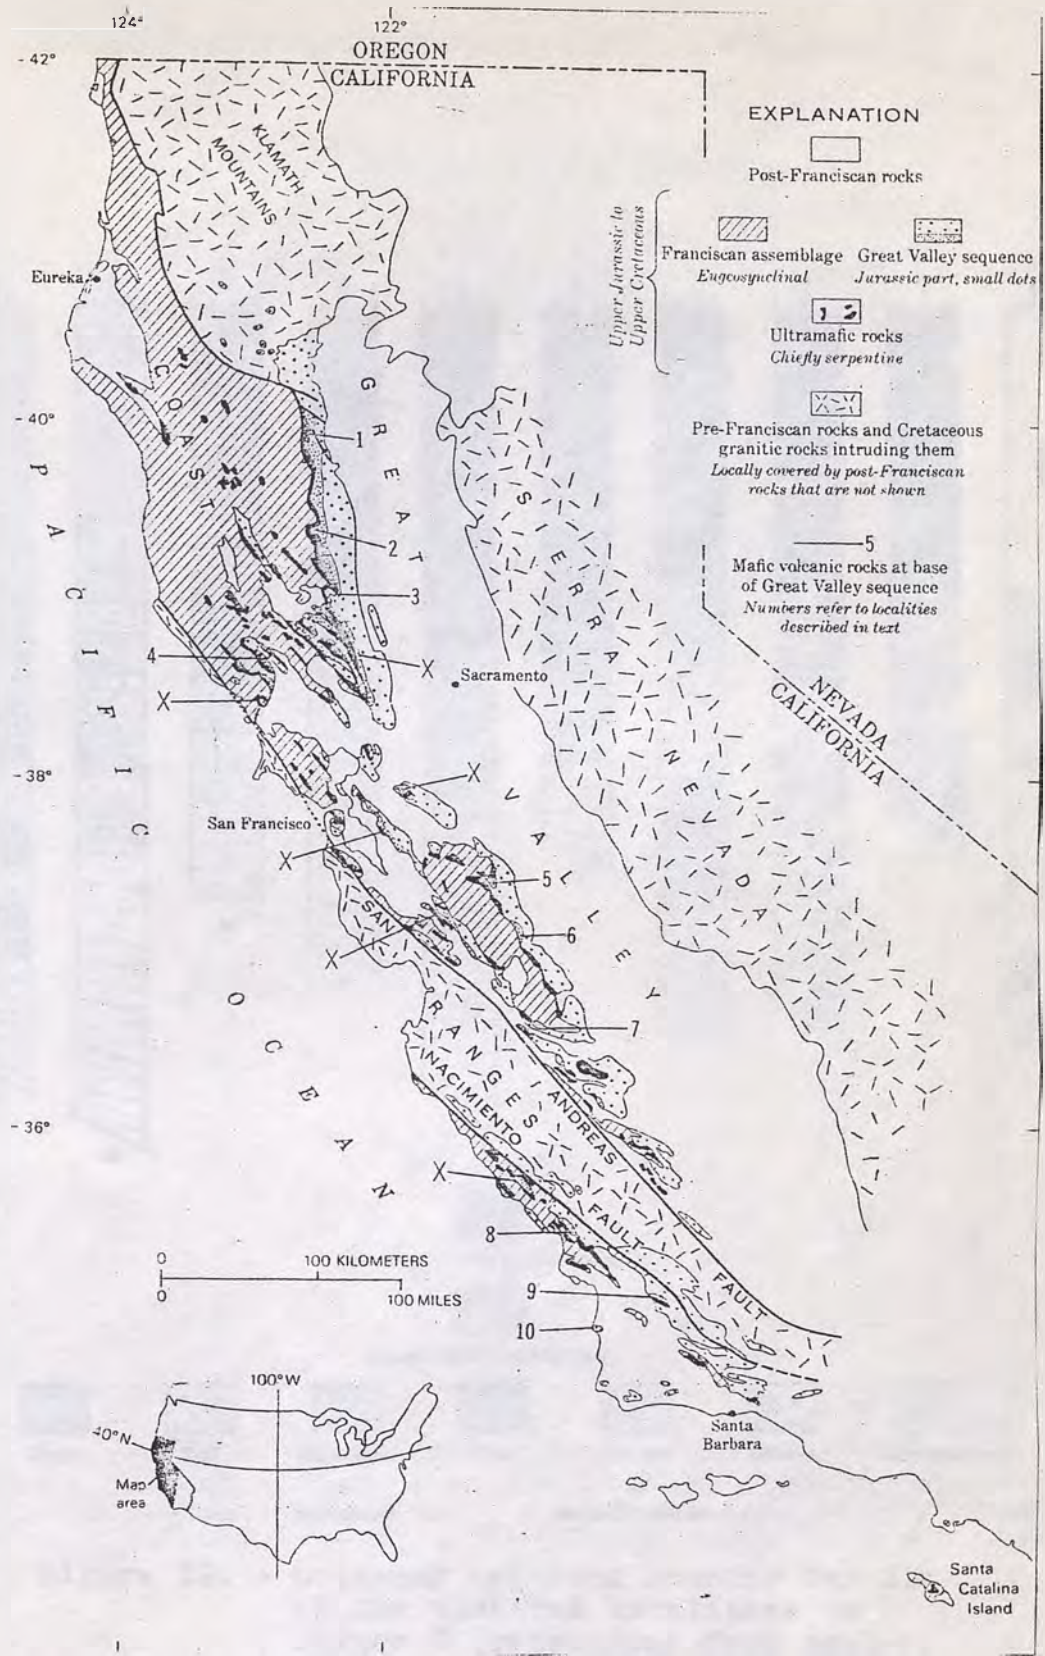 124°
122°
42°
OREGON
CALIFORNIA
EXPLANATION
Post-Franciscan rocks
Upper Jurassic to
Upper Cretaceous
Franciscan assemblage
Eugeosynclinal
Great Valley sequence
Jurassic part, small dots
Ultramafic rocks
Chiefly serpentine
Pre-Franciscan rocks and Cretaceous
granitic rocks intruding them
Locally covered by post-Franciscan
rocks that are not shown
5
Mafic volcanic rocks at base
of Great Valley sequence
Numbers refer to localities
described in text
KLAMATH
MOUNTAINS
Eureka
40°
COAST
GREAT
VALLEY
1
2
3
4
X
X
Sacramento
SIERRA NEVADA
NEVADA
CALIFORNIA
PACIFIC
OCEAN
38°
X
San Francisco
X
5
6
X
SAN
7
RANGES
NACIMIENTO
ANDREAS
36°
X
FAULT
8
FAULT
9
10
0
100 KILOMETERS
0
100 MILES
100°W
40°N
Map
area
Santa
Barbara
Santa
Catalina
Island